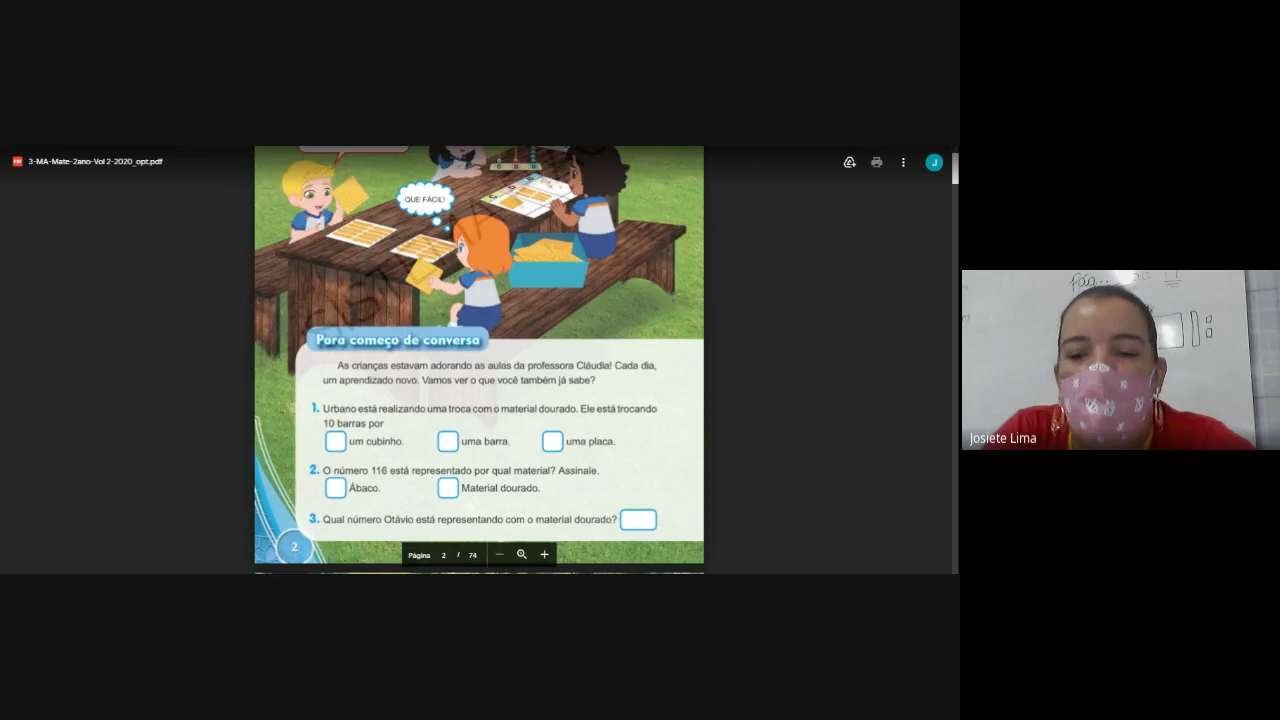 3-MA-Mate-2ano-Vol 2-2020_opt.pdf
J
QUE FÁCIL!
Para começo de conversa
As crianças estavam adorando as aulas da professora Cláudia! Cada dia,
um aprendizado novo. Vamos ver o que você também já sabe?
1. Urbano está realizando uma troca com o material dourado. Ele está trocando
10 barras por
um cubinho. uma barra. uma placa.
2. O número 116 está representado por qual material? Assinale.
Ábaco. Material dourado.
3. Qual número Otávio está representando com o material dourado?
2
Página 2 / 74
Josiete Lima